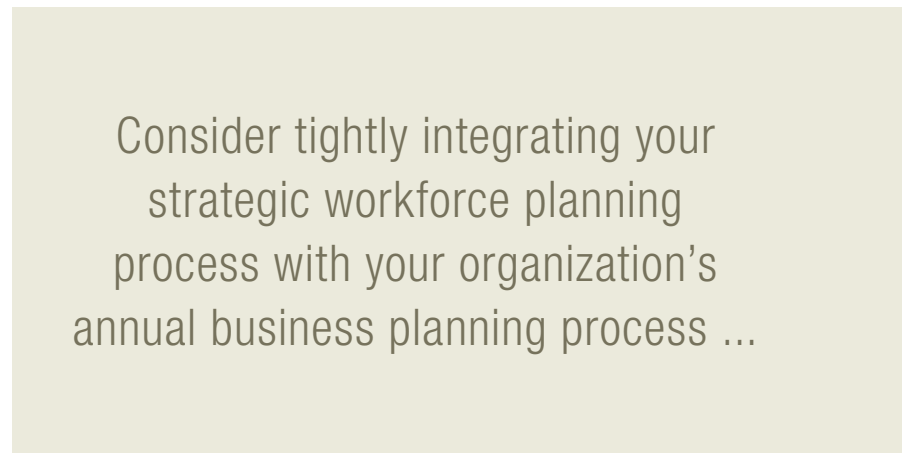 Consider tightly integrating your
strategic workforce planning
process with your organization’s
annual business planning process ...